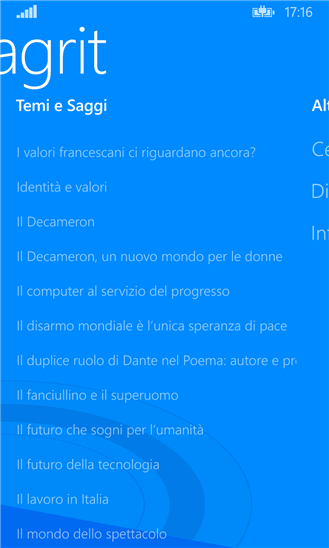 17:16
agrit
Temi e Saggi
I valori francescani ci riguardano ancora?
Identità e valori
Il Decameron
Il Decameron, un nuovo mondo per le donne
Il computer al servizio del progresso
Il disarmo mondiale è l'unica speranza di pace
Il duplice ruolo di Dante nel Poema: autore e pr
Il fanciullino e il superuomo
Il futuro che sogni per l'umanità
Il futuro della tecnologia
Il lavoro in Italia
Il mondo dello spettacolo
Alt
Ce
Di
Inf